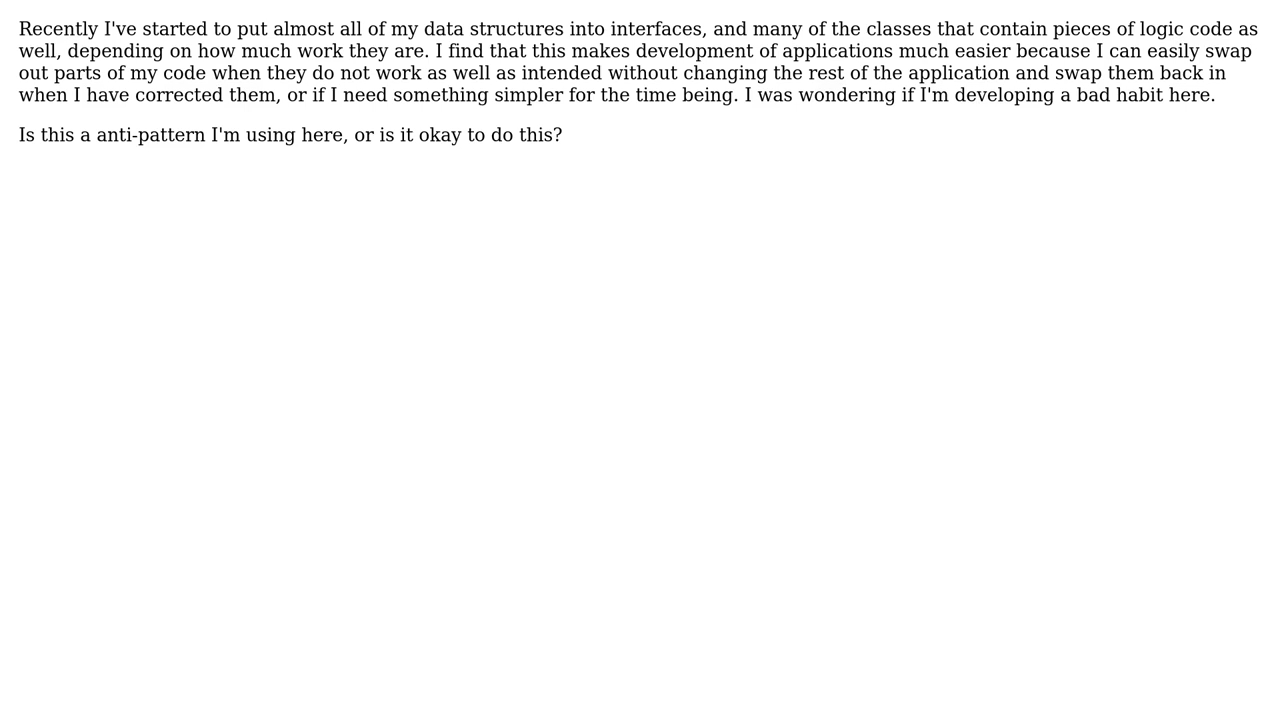 Recently I've started to put almost all of my data structures into interfaces, and many of the classes that contain pieces of logic code as
well, depending on how much work they are. I find that this makes development of applications much easier because I can easily swap
out parts of my code when they do not work as well as intended without changing the rest of the application and swap them back in
when I have corrected them, or if I need something simpler for the time being. I was wondering if I'm developing a bad habit here.
Is this a anti-pattern I'm using here, or is it okay to do this?